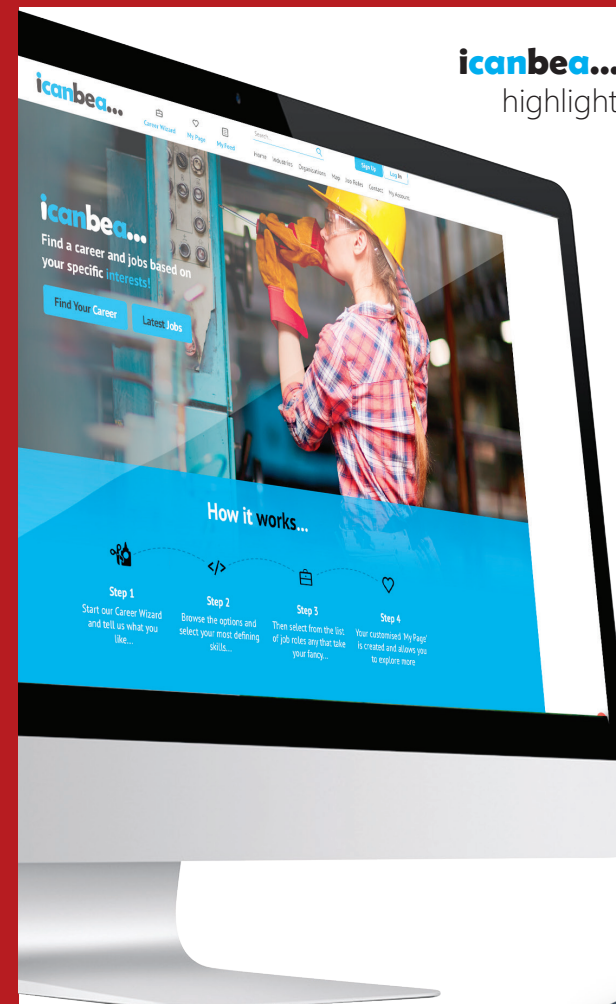 icanbea...
highlight
icanbea...
Career Wizard
My Page
My Feed
Search...
Sign Up
Log In
Home Industries Organisations Map Job Roles Contact My Account
icanbea...
Find a career and jobs based on
your specific interests!
Find Your Career
Latest Jobs
How it works...
Step 1
Start our Career Wizard
and tell us what you
like...
Step 2
Browse the options and
select your most defining
skills...
Step 3
Then select from the list
of job roles any that take
your fancy...
Step 4
Your customised 'My Page'
is created and allows you
to explore more